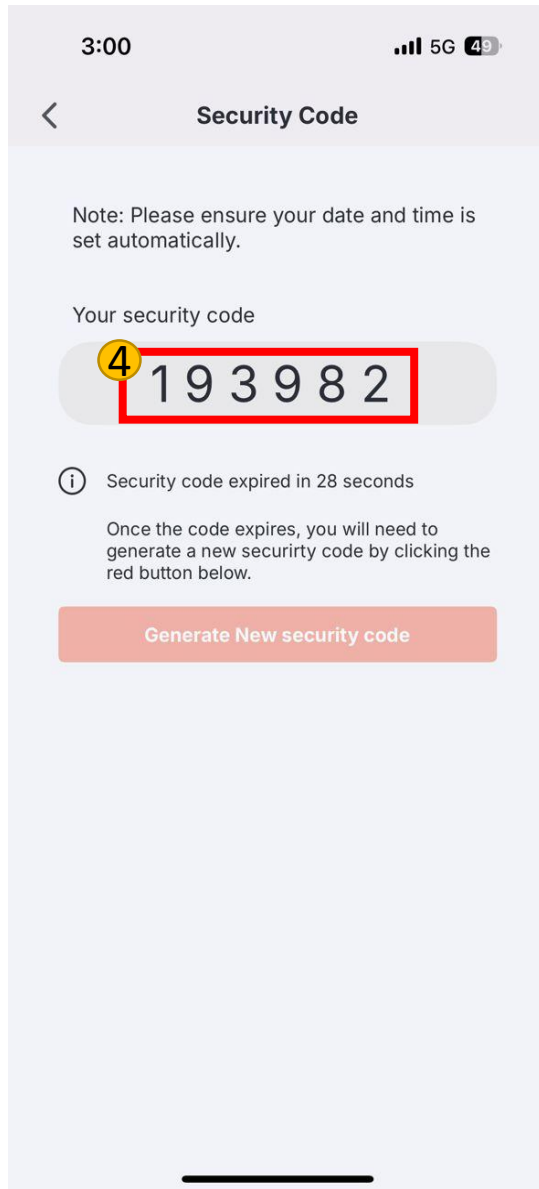 3:00 5G 49
Security Code
Note: Please ensure your date and time is
set automatically.
Your security code
4
193982
Security code expired in 28 seconds
Once the code expires, you will need to
generate a new securirty code by clicking the
red button below.
Generate New security code